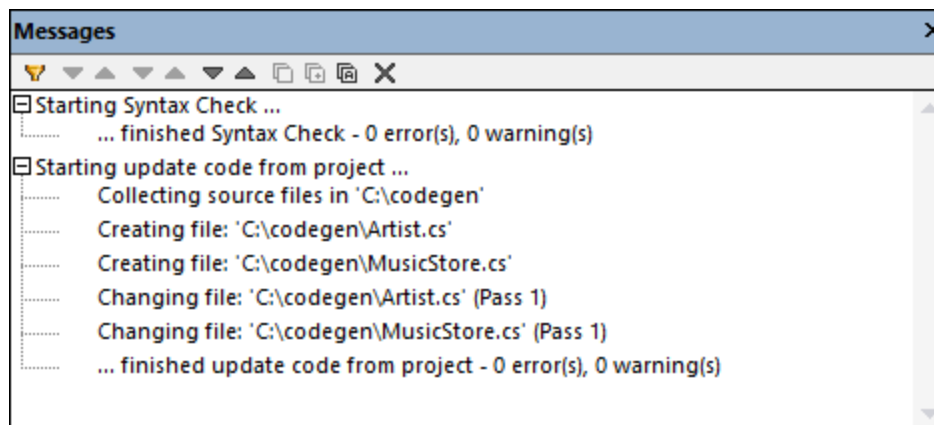 Messages
Starting Syntax Check ...
... finished Syntax Check - 0 error(s), 0 warning(s)
Starting update code from project ...
Collecting source files in 'C:\codegen'
Creating file: 'C:\codegen\Artist.cs'
Creating file: 'C:\codegen\MusicStore.cs'
Changing file: 'C:\codegen\Artist.cs' (Pass 1)
Changing file: 'C:\codegen\MusicStore.cs' (Pass 1)
... finished update code from project - 0 error(s), 0 warning(s)